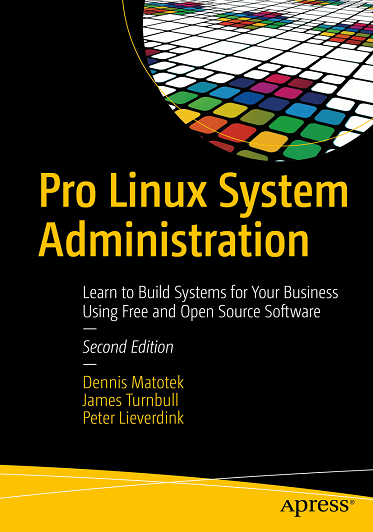 Pro Linux System
Administration
Learn to Build Systems for Your Business
Using Free and Open Source Software
—
Second Edition
—
Dennis Matotek
James Turnbull
Peter Lieverdink
Apress®